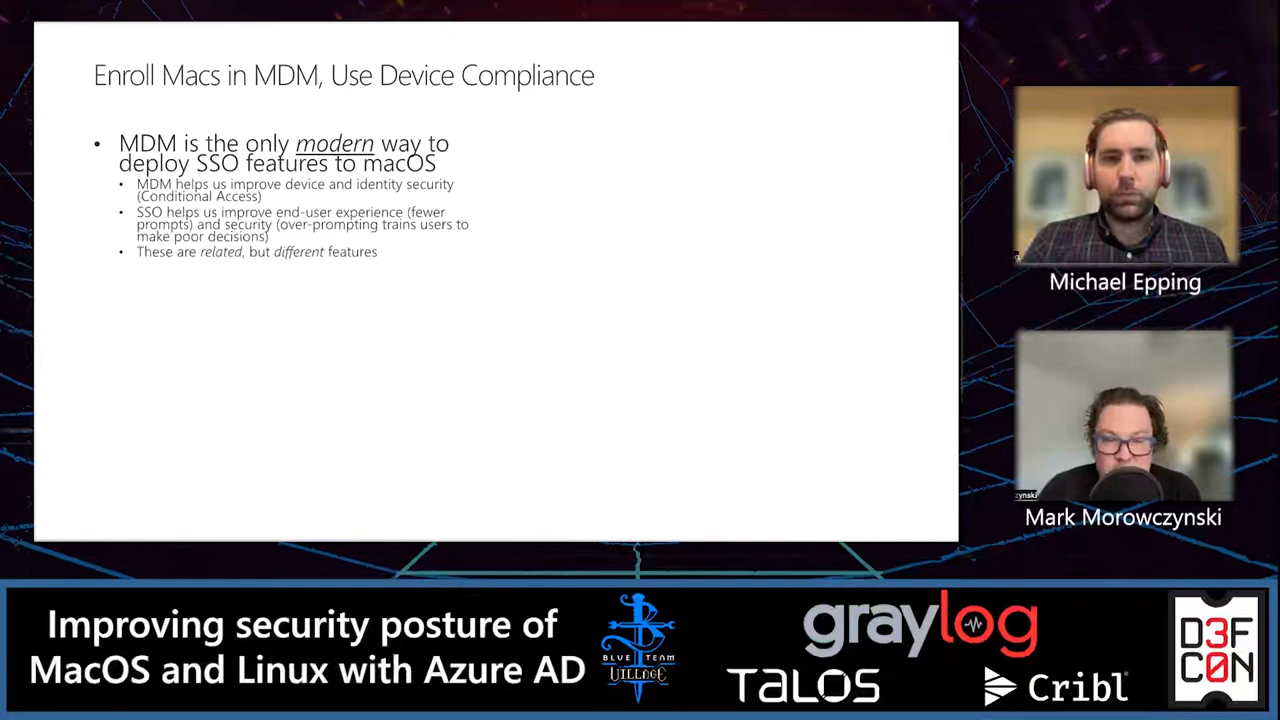 Enroll Macs in MDM, Use Device Compliance
• MDM is the only modern way to
deploy SSO features to macOS
• MDM helps us improve device and identity security
(Conditional Access)
• SSO helps us improve end-user experience (fewer
prompts) and security (over-prompting trains users to
make poor decisions)
• These are related, but different features
Michael Epping
zynski
Mark Morowczynski
Improving security posture of
MacOS and Linux with Azure AD
BLUE TEAM
VILLAGE
graylog
TALOS
Cribl
D3F
C0N